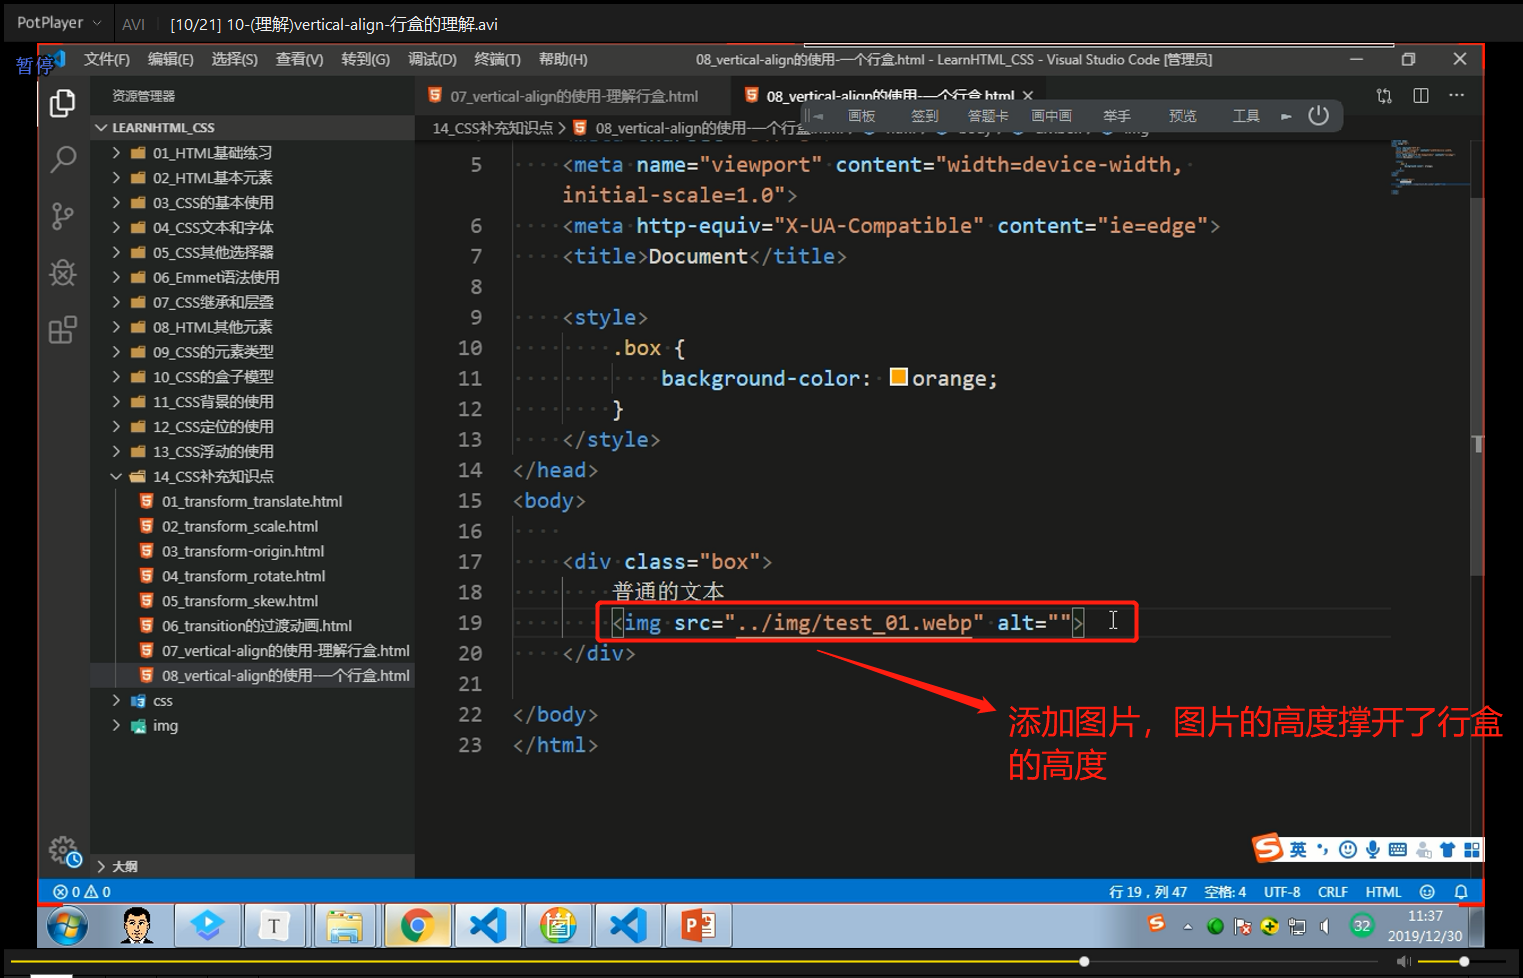 PotPlayer AVI [10/21] 10-(理解)vertical-align-行盒的理解.avi
暂停
文件(F) 编辑(E) 选择(S) 查看(V) 转到(G) 调试(D) 终端(T) 帮助(H) 08_vertical-align的使用-一个行盒.html - LearnHTML_CSS - Visual Studio Code [管理员]
资源管理器
07_vertical-align的使用-理解行盒.html
08_vertical-align的使用-一个行盒.html
画板 签到 答题卡 画中画 举手 预览 工具
14_CSS补充知识点 > 08_vertical-align的使用-一个行盒
LEARNHTML_CSS
01_HTML基础练习
02_HTML基本元素
03_CSS的基本使用
04_CSS文本和字体
05_CSS其他选择器
06_Emmet语法使用
07_CSS继承和层叠
08_HTML其他元素
09_CSS的元素类型
10_CSS的盒子模型
11_CSS背景的使用
12_CSS定位的使用
13_CSS浮动的使用
14_CSS补充知识点
01_transform_translate.html
02_transform_scale.html
03_transform-origin.html
04_transform_rotate.html
05_transform_skew.html
06_transition的过渡动画.html
07_vertical-align的使用-理解行盒.html
08_vertical-align的使用-一个行盒.html
css
img
大纲
5 <meta name="viewport" content="width=device-width,
initial-scale=1.0">
6 <meta http-equiv="X-UA-Compatible" content="ie=edge">
7 <title>Document</title>
8
9 <style>
10 .box {
11 background-color: orange;
12 }
13 </style>
14 </head>
15 <body>
16
17 <div class="box">
18 普通的文本
19 <img src="../img/test_01.webp" alt="">
20 </div>
21
22 </body>
23 </html>
添加图片，图片的高度撑开了行盒
的高度
英
0 0 行 19，列 47 空格: 4 UTF-8 CRLF HTML
T
32
11:37
2019/12/30